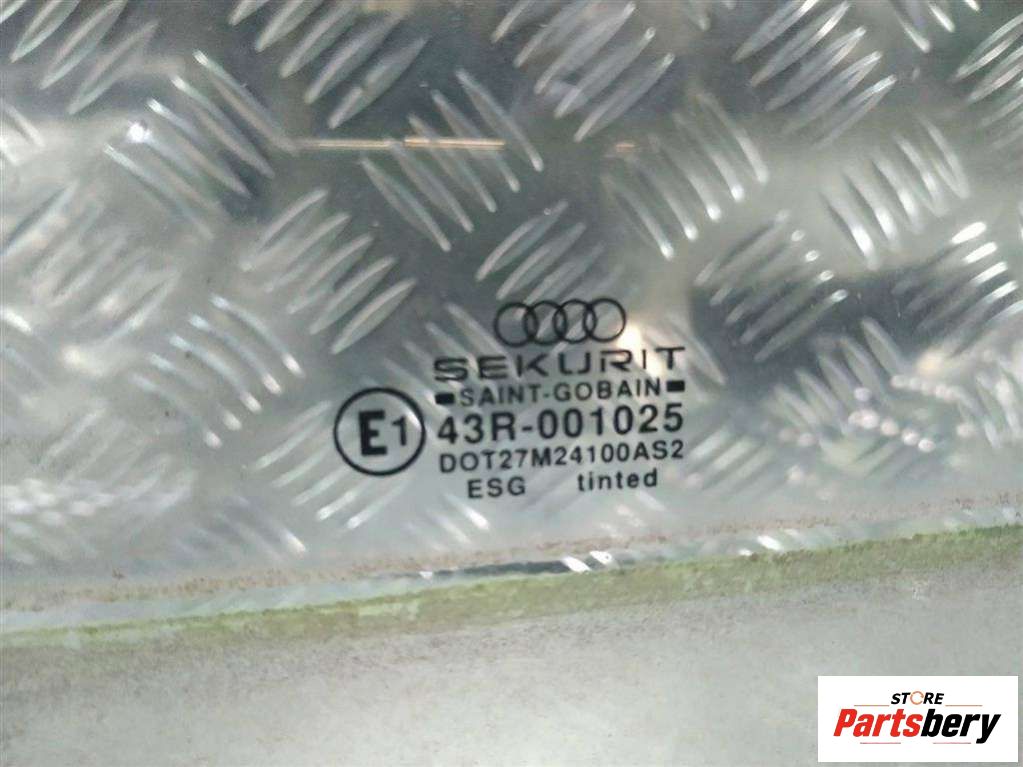 SEKURIT
SAINT-GOBAIN
E1
43R-001025
DOT27M24100AS2
ESG tinted
STORE
Partsbery